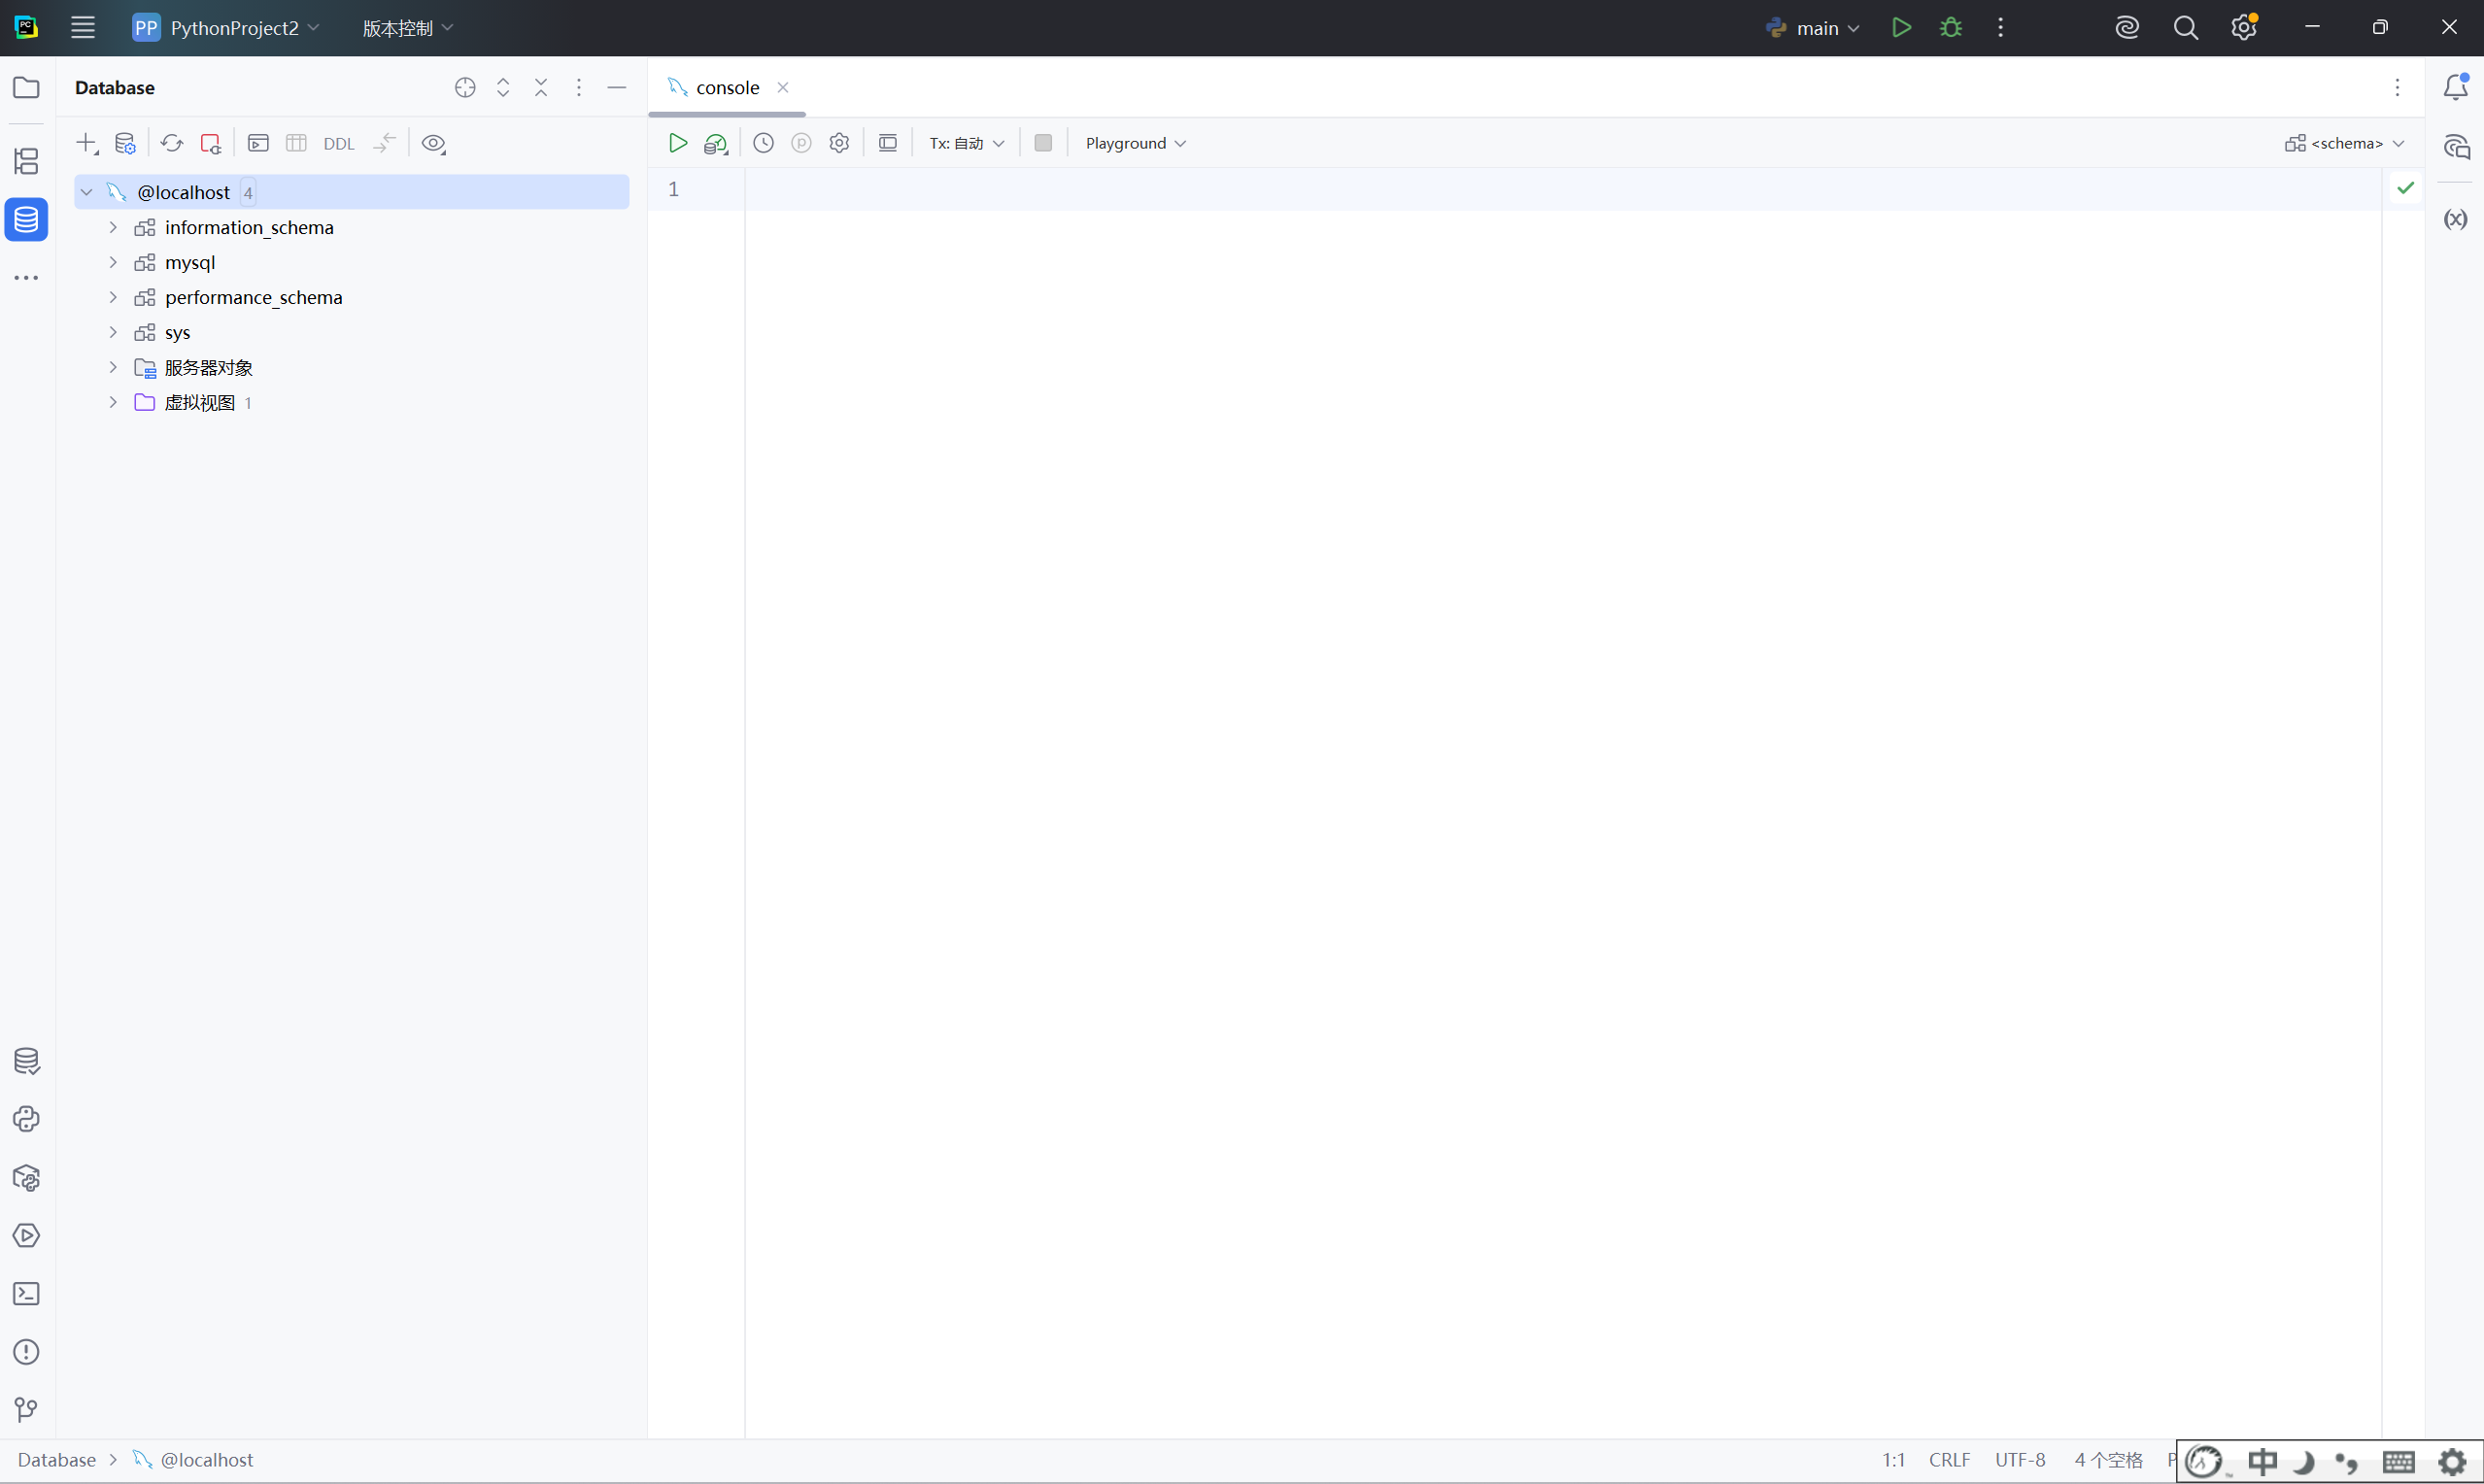 PC
PP PythonProject2
版本控制
main
Database
console
DDL
Tx: 自动
Playground
<schema>
@localhost 4
1
information_schema
mysql
performance_schema
sys
服务器对象
虚拟视图 1
Database
@localhost
1:1
CRLF
UTF-8
4 个空格
中